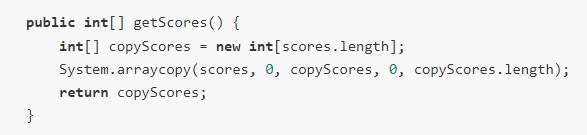 public int[] getScores() {
    int[] copyScores = new int[scores.length];
    System.arraycopy(scores, 0, copyScores, 0, copyScores.length);
    return copyScores;
}